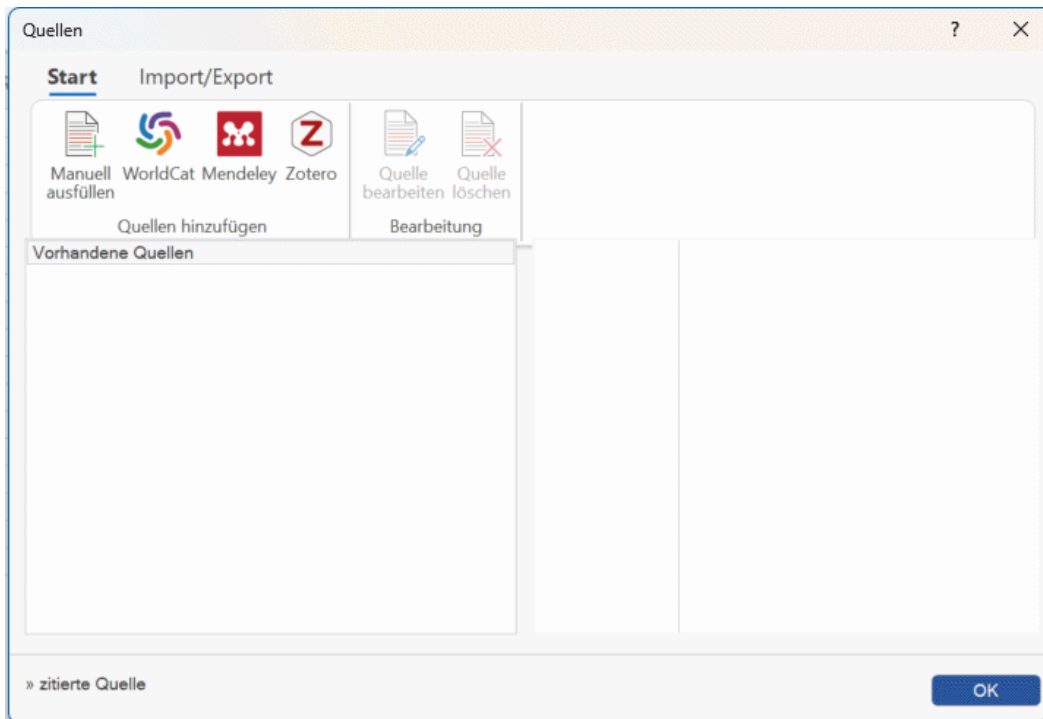 Quellen
?
Start Import/Export
Manuell ausfüllen
WorldCat
Mendeley
Z
Zotero
Quelle bearbeiten
Quelle löschen
Quellen hinzufügen
Bearbeitung
Vorhandene Quellen
» zitierte Quelle
OK